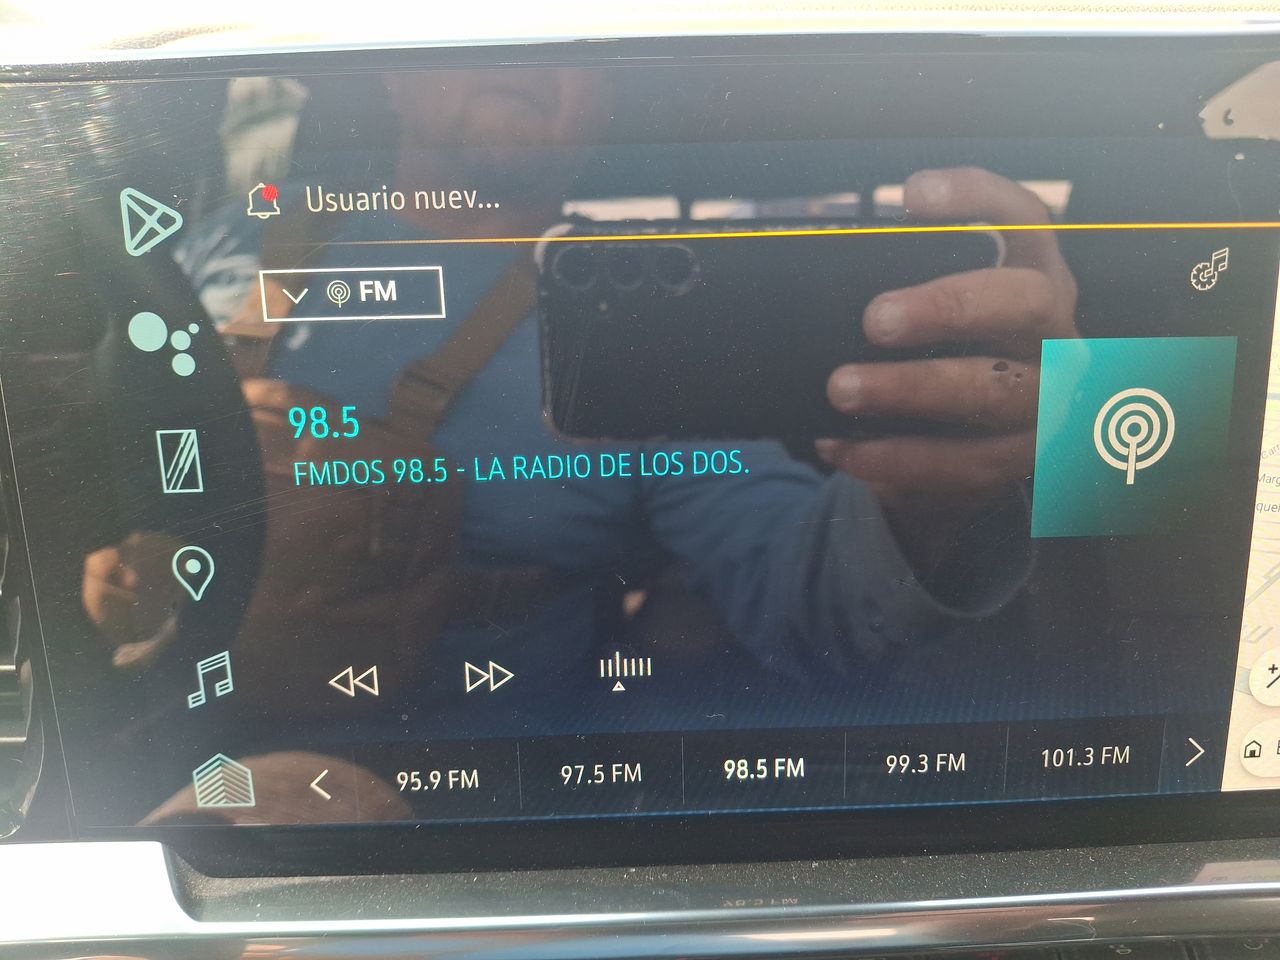 Usuario nuev...
FM
98.5
FMDOS 98.5 - LA RADIO DE LOS DOS.
95.9 FM
97.5 FM
98.5 FM
99.3 FM
101.3 FM